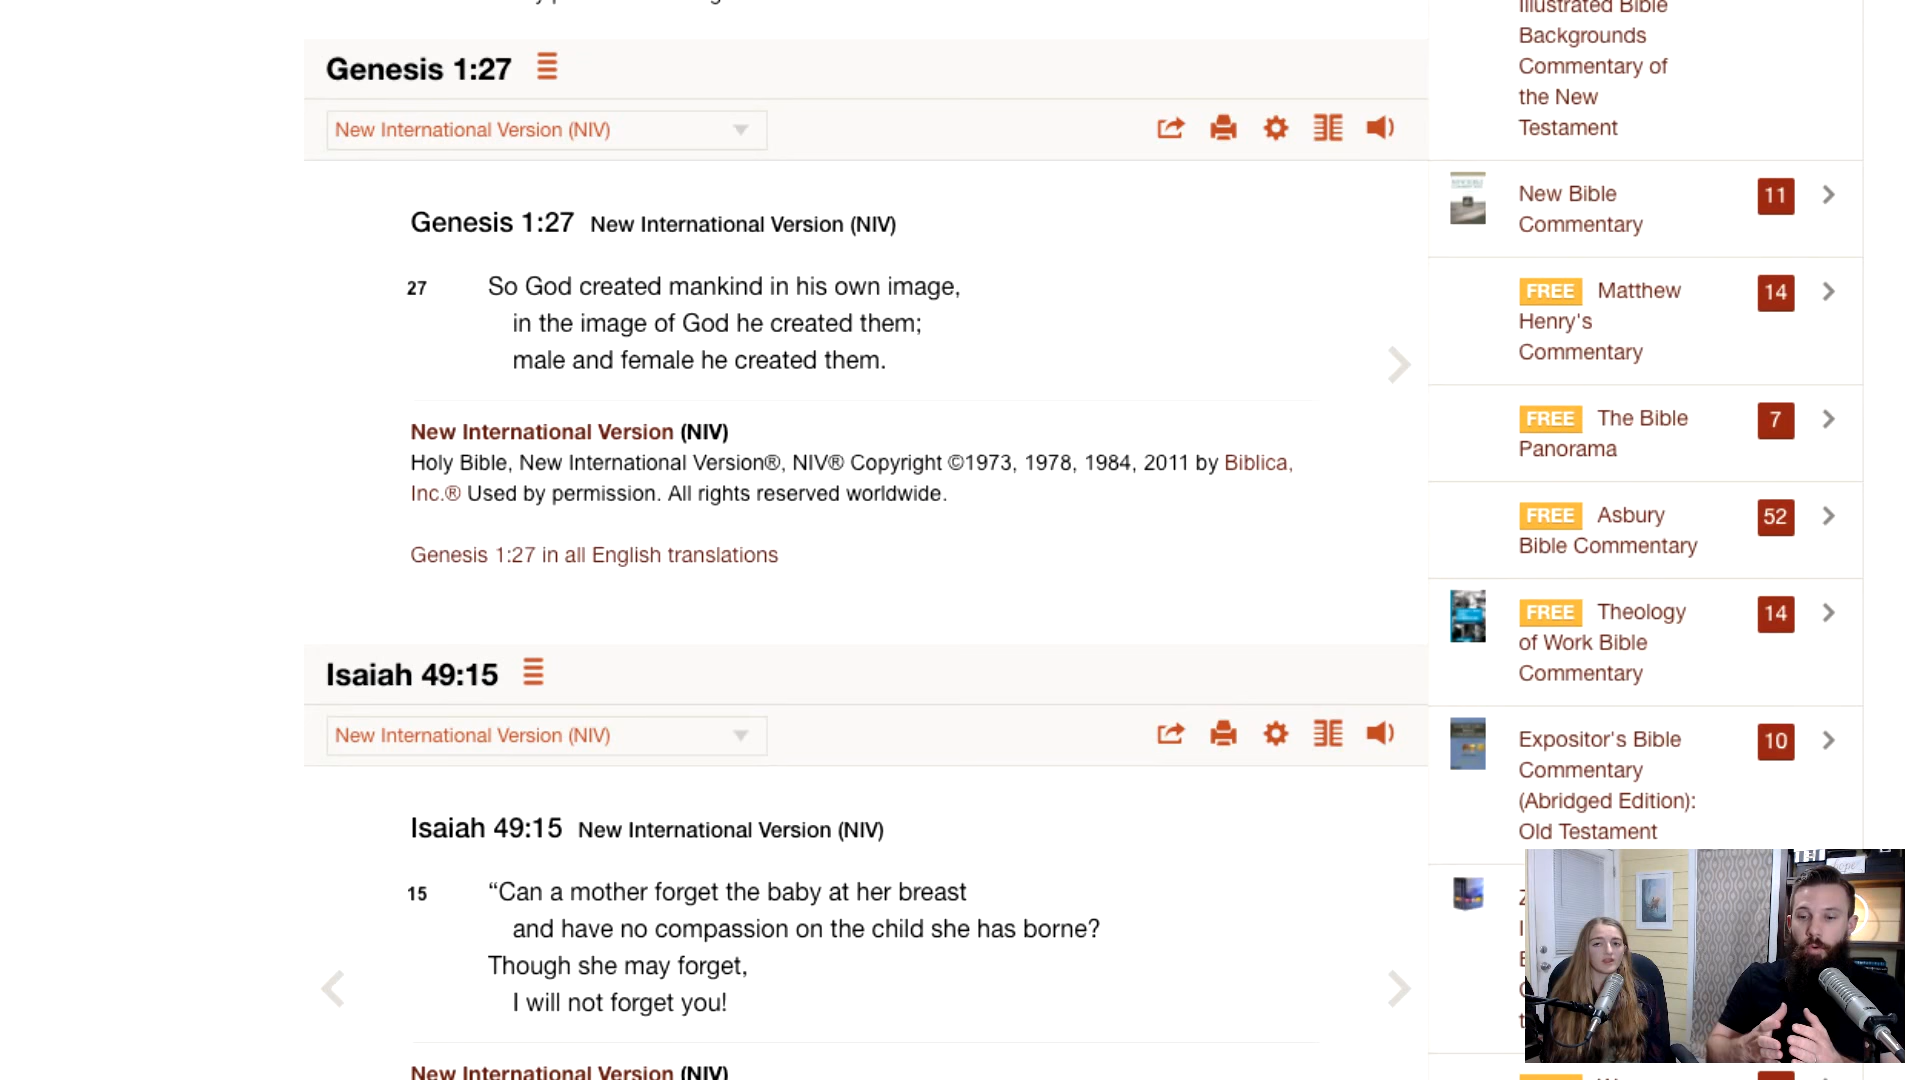 Genesis 1:27
New International Version (NIV)
Genesis 1:27 New International Version (NIV)
27 So God created mankind in his own image,
in the image of God he created them;
male and female he created them.
New International Version (NIV)
Holy Bible, New International Version®, NIV® Copyright ©1973, 1978, 1984, 2011 by Biblica,
Inc.® Used by permission. All rights reserved worldwide.
Genesis 1:27 in all English translations
Isaiah 49:15
New International Version (NIV)
Isaiah 49:15 New International Version (NIV)
15 “Can a mother forget the baby at her breast
and have no compassion on the child she has borne?
Though she may forget,
I will not forget you!
New International Version (NIV)
Illustrated Bible
Backgrounds
Commentary of
the New
Testament
New Bible 11
Commentary
FREE Matthew 14
Henry's
Commentary
FREE The Bible 7
Panorama
FREE Asbury 52
Bible Commentary
FREE Theology 14
of Work Bible
Commentary
Expositor's Bible 10
Commentary
(Abridged Edition):
Old Testament